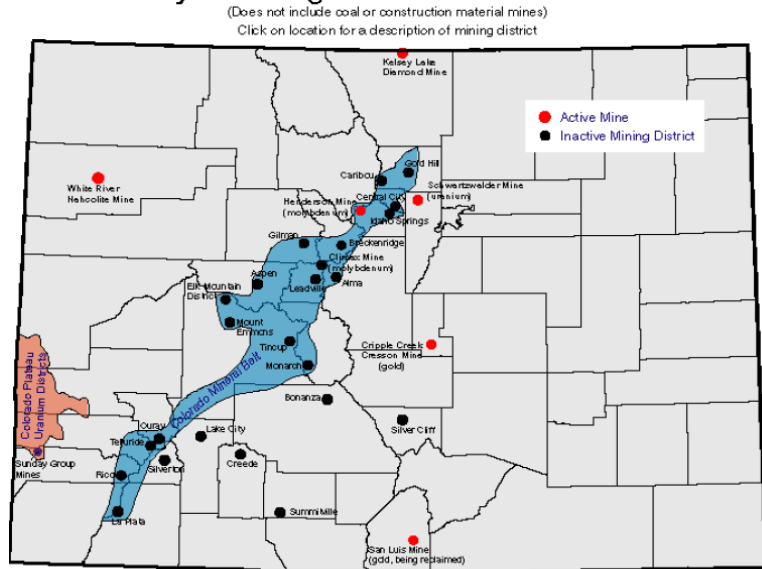 (Does not include coal or construction material mines)
Click on location for a description of mining district
Kelsey Lake
Diamond Mine
Active Mine
Inactive Mining District
Gold Hill
Caribou
White River
Nahcolite Mine
Central City
Schwartzwalder Mine
(uranium)
Henderson Mine
(molybdenum)
Idaho Springs
Gilman
Breckenridge
Climax Mine
(molybdenum)
Aspen
Leadville
Alma
Elk Mountain
District
Mount
Emmons
Tincup
Cripple Creek
Cresson Mine
(gold)
Monarch
Colorado Mineral Belt
Colorado Plateau
Uranium Districts
Bonanza
Ouray
Lake City
Silver Cliff
Telluride
Silverton
Creede
Sunday Group
Mines
Rico
La Plata
Summitville
San Luis Mine
(gold, being reclaimed)